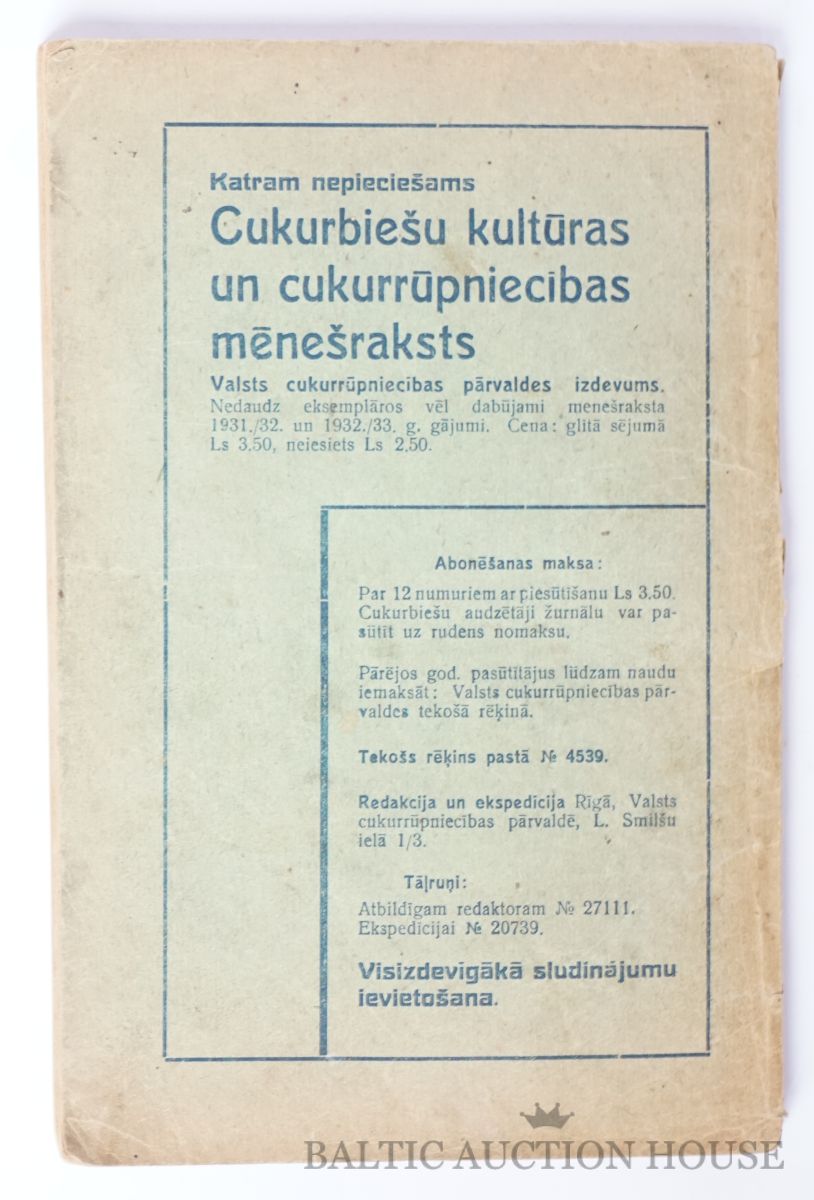 Katram nepieciešams
Cukurbiešu kultūras
un cukurrūpniecības
mēnešraksts
Valsts cukurrūpniecības pārvaldes izdevums.
Nedaudz eksemplāros vēl dabūjami menešraksta
1931./32. un 1932./33. g. gājumi. Cena: glītā sējumā
Ls 3.50, neiesiets Ls 2.50.
Abonēšanas maksa:
Par 12 numuriem ar piesūtīšanu Ls 3.50.
Cukurbiešu audzētāji žurnālu var pa-
sūtīt uz rudens nomaksu.
Pārējos god. pasūtītājus lūdzam naudu
iemaksāt: Valsts cukurrūpniecības pār-
valdes tekošā rēķinā.
Tekošs rēķins pastā № 4539.
Redakcija un ekspedīcija Rīgā, Valsts
cukurrūpniecības pārvaldē, L. Smilšu
ielā 1/3.
Tāļruņi:
Atbildīgam redaktoram № 27111.
Ekspedīcijai № 20739.
Visizdevīgākā sludinājumu
ievietošana.
BALTIC AUCTION HOUSE